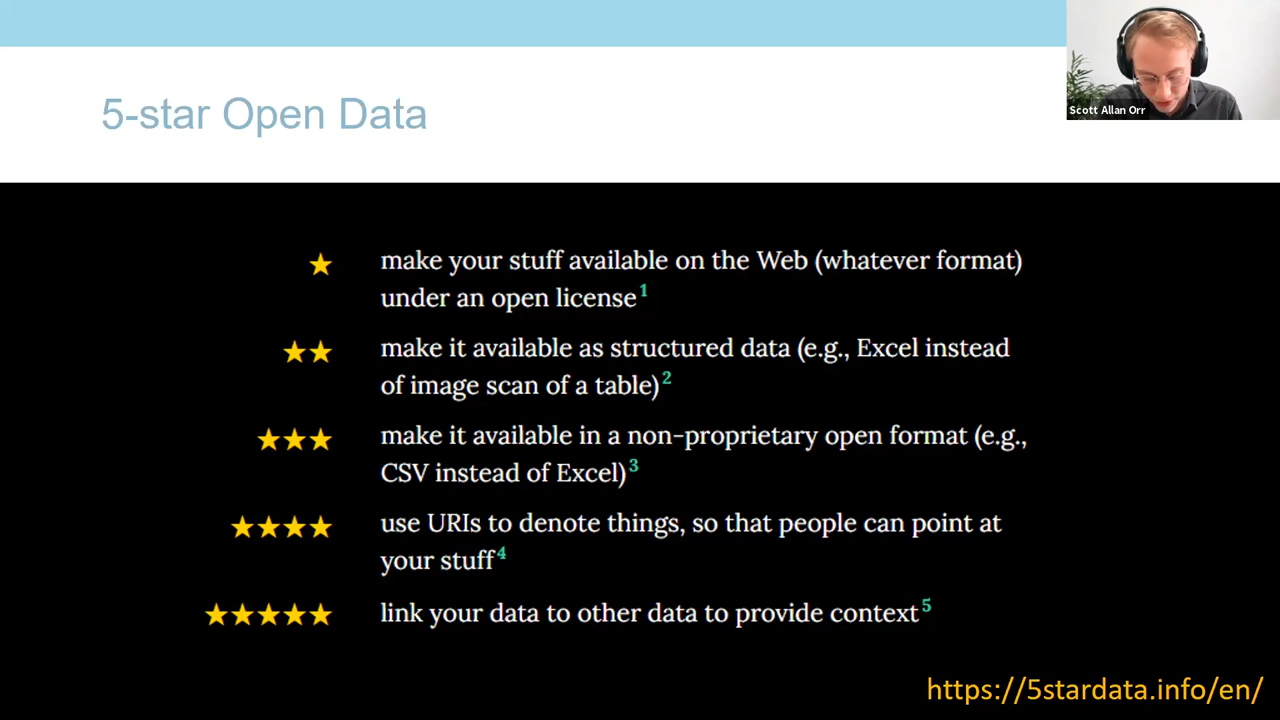 5-star Open Data
Scott Allan Orr
★ make your stuff available on the Web (whatever format)
under an open license¹
★★ make it available as structured data (e.g., Excel instead
of image scan of a table)²
★★★ make it available in a non-proprietary open format (e.g.,
CSV instead of Excel)³
★★★★ use URIs to denote things, so that people can point at
your stuff⁴
★★★★★ link your data to other data to provide context⁵
https://5stardata.info/en/